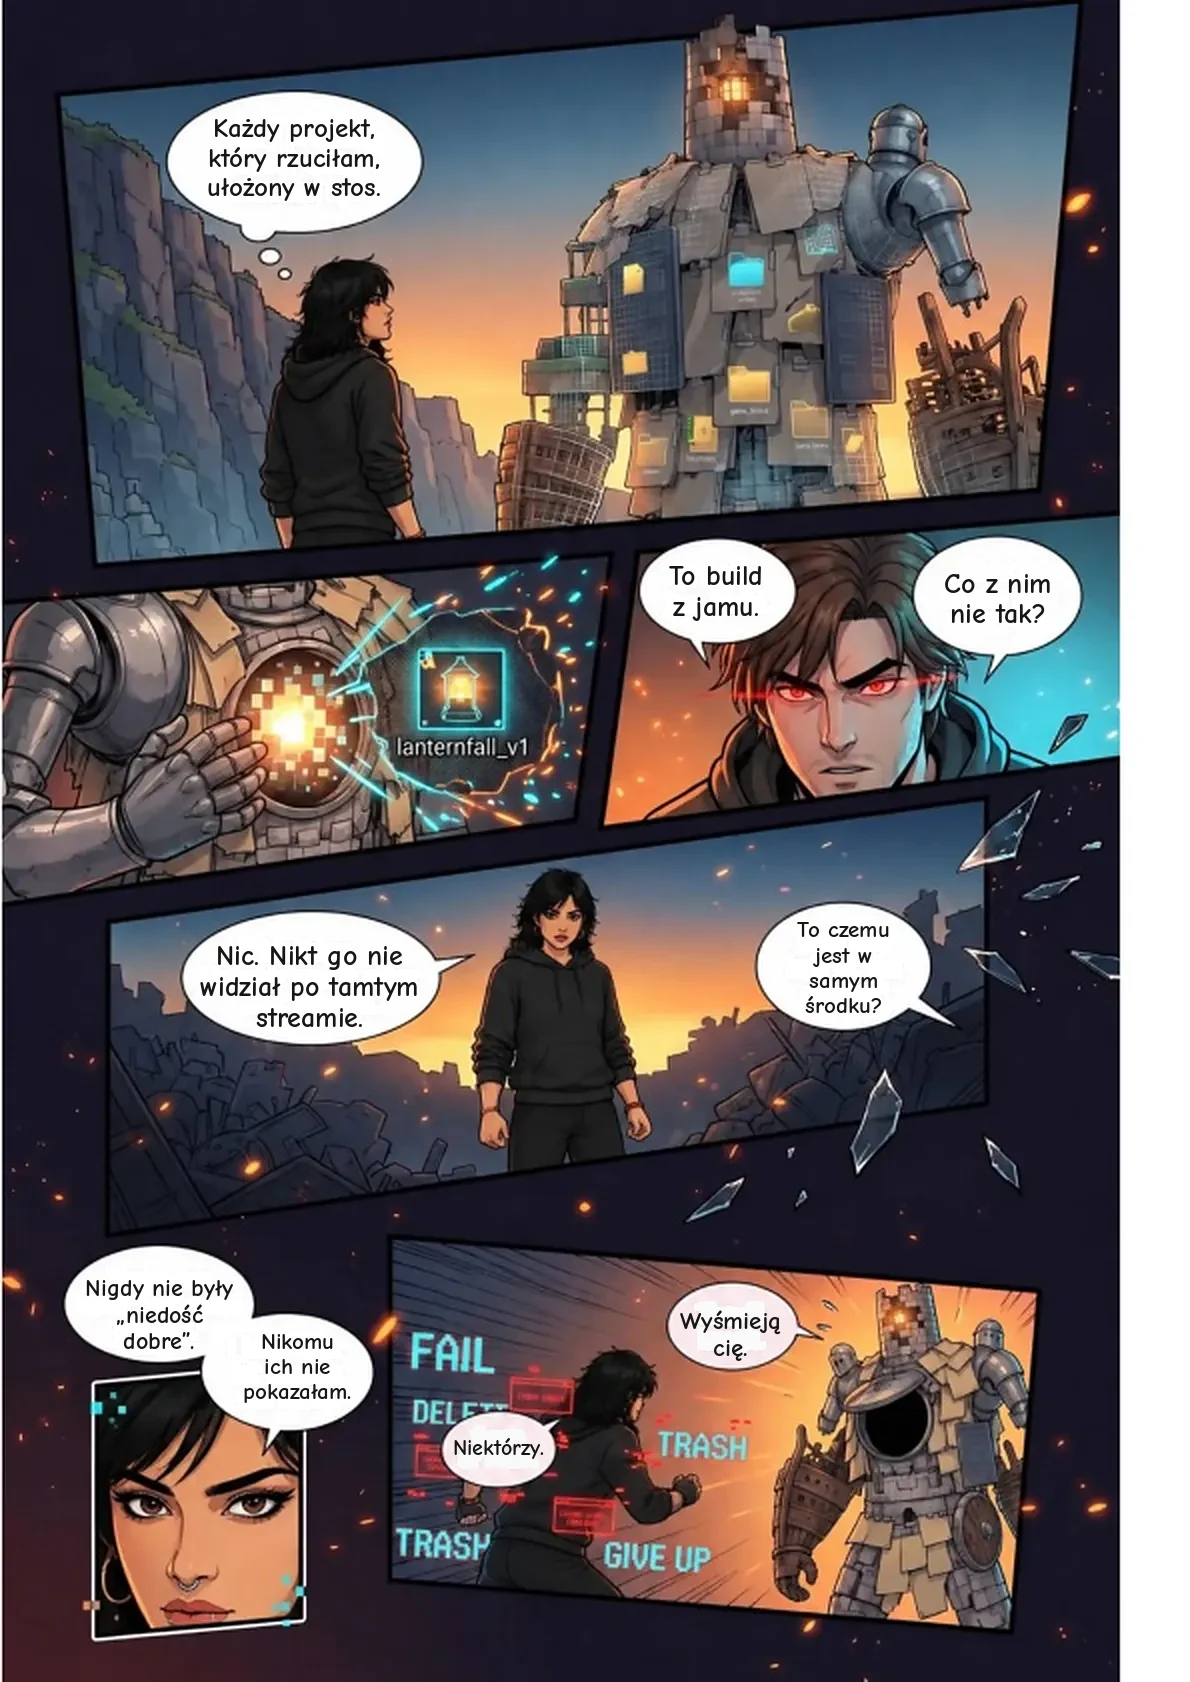 Każdy projekt,
który rzuciłam,
ułożony w stos.
lanternfall_v1
To build
z jamu.
Co z nim
nie tak?
Nic. Nikt go nie
widział po tamtym
streamie.
To czemu
jest w
samym
środku?
Nigdy nie były
„niedość
dobre”.
Nikomu
ich nie
pokazałam.
Wyśmieją
cię.
FAIL
Niektórzy.
TRASH
TRASH
GIVE UP